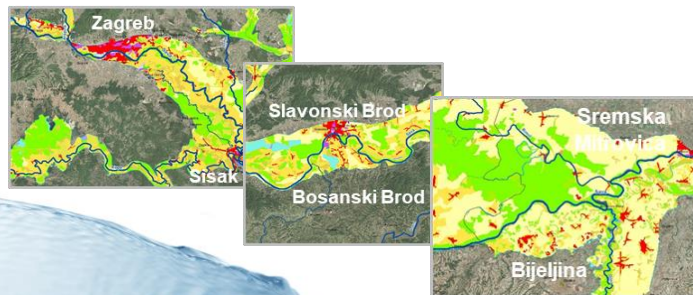 Zagreb
Sisak
Slavonski Brod
Bosanski Brod
Sremska
Mitrovica
Bijeljina